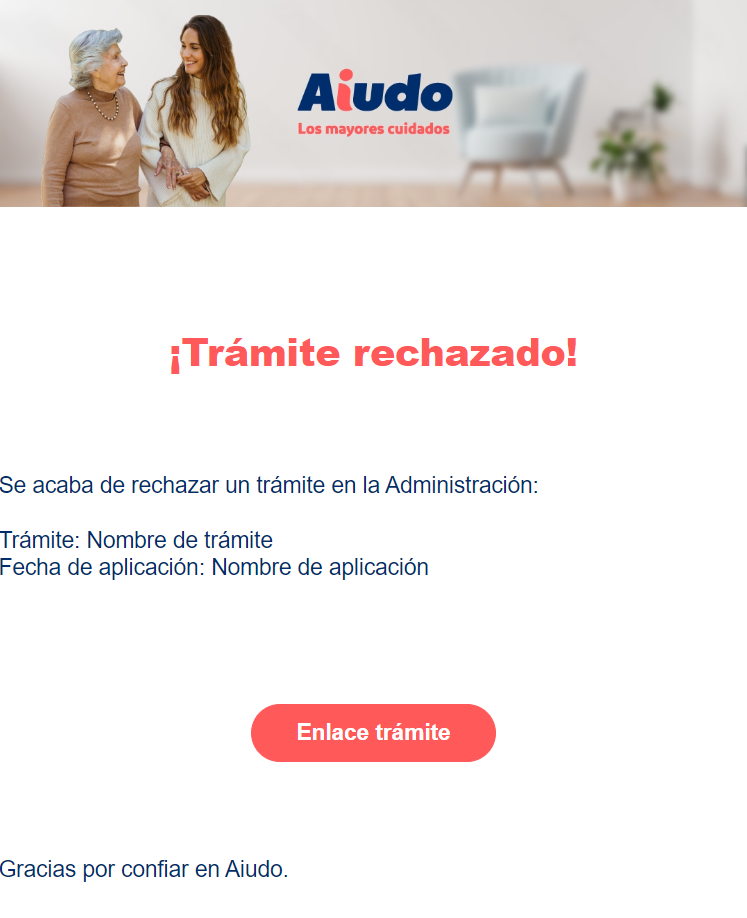 Aiudo
Los mayores cuidados
¡Trámite rechazado!
Se acaba de rechazar un trámite en la Administración:
Trámite: Nombre de trámite
Fecha de aplicación: Nombre de aplicación
Enlace trámite
Gracias por confiar en Aiudo.